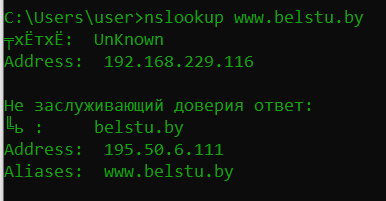 C:\Users\user>nslookup www.belstu.by
╤хЁтхЁ:  UnKnown
Address:  192.168.229.116
Не заслуживающий доверия ответ:
╚ь :     belstu.by
Address:  195.50.6.111
Aliases:  www.belstu.by